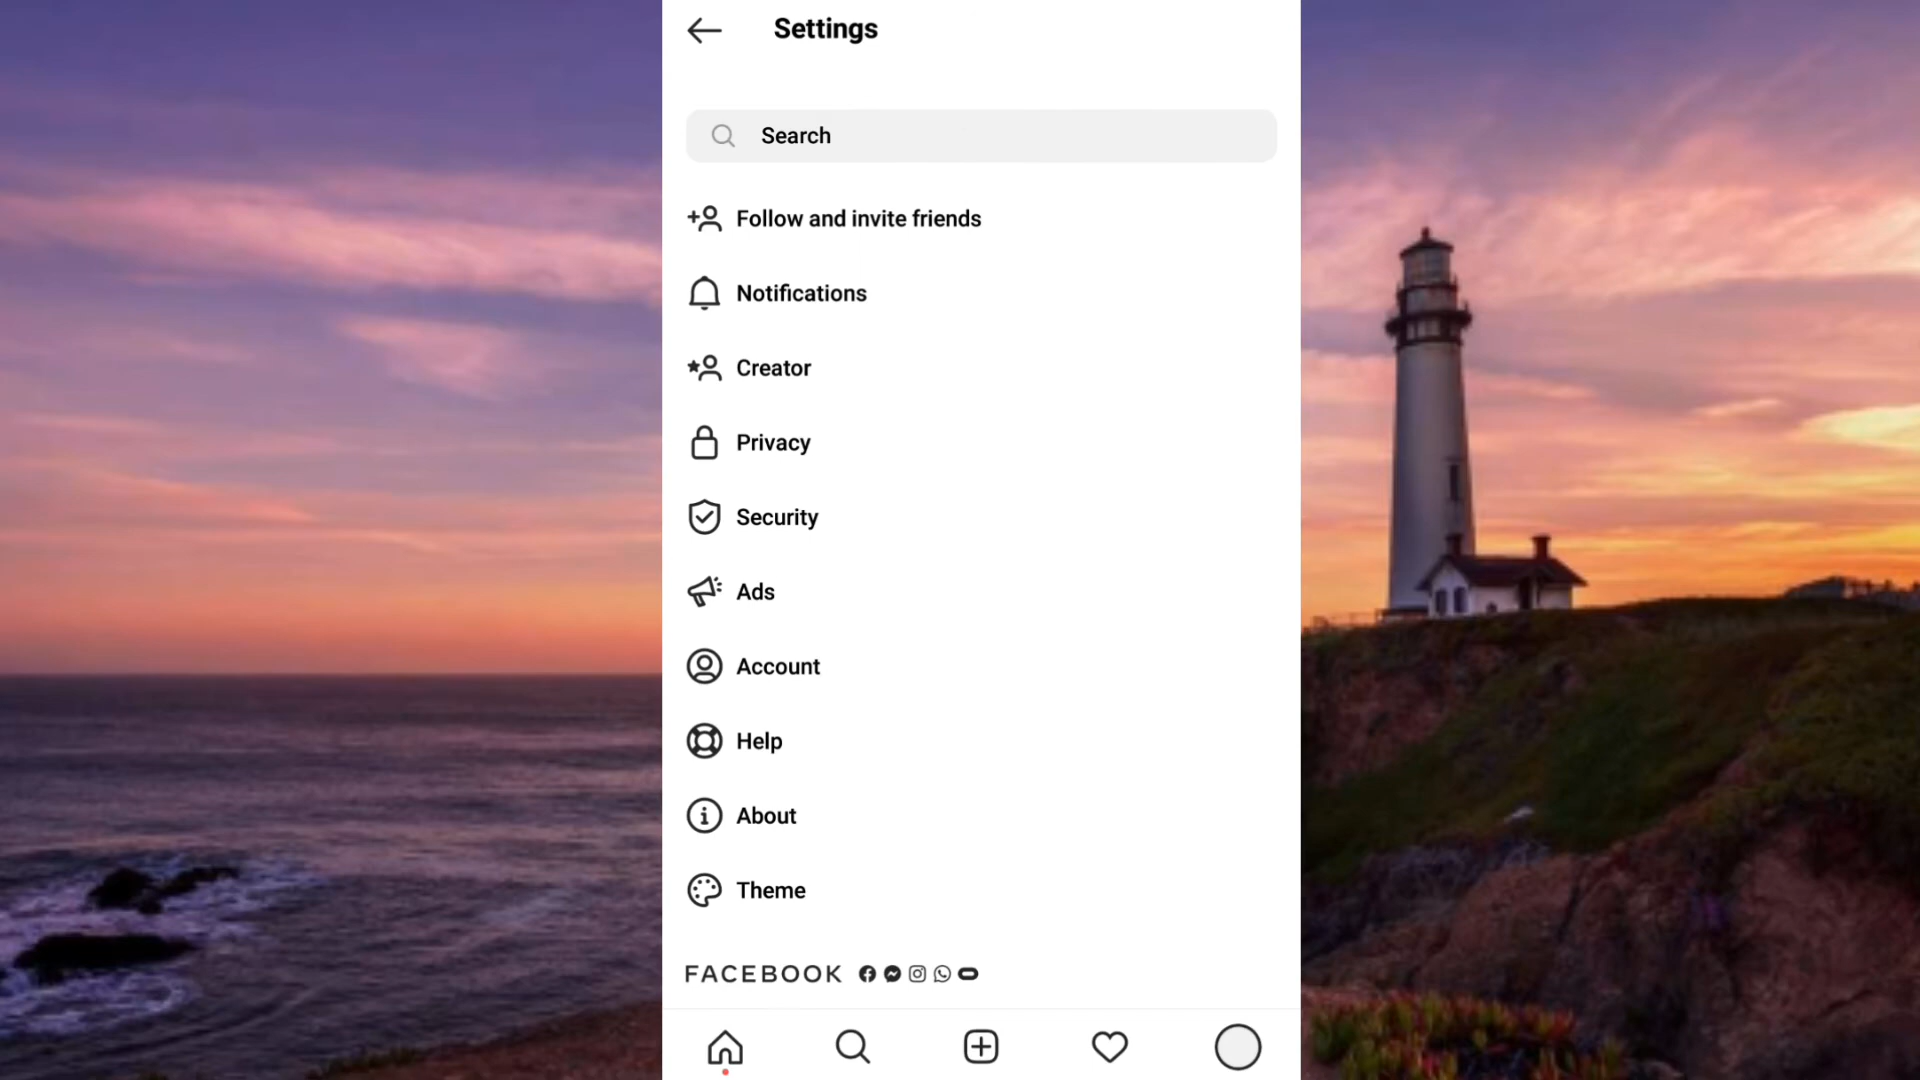 Settings
Search
Follow and invite friends
Notifications
Creator
Privacy
Security
Ads
Account
Help
About
Theme
FACEBOOK